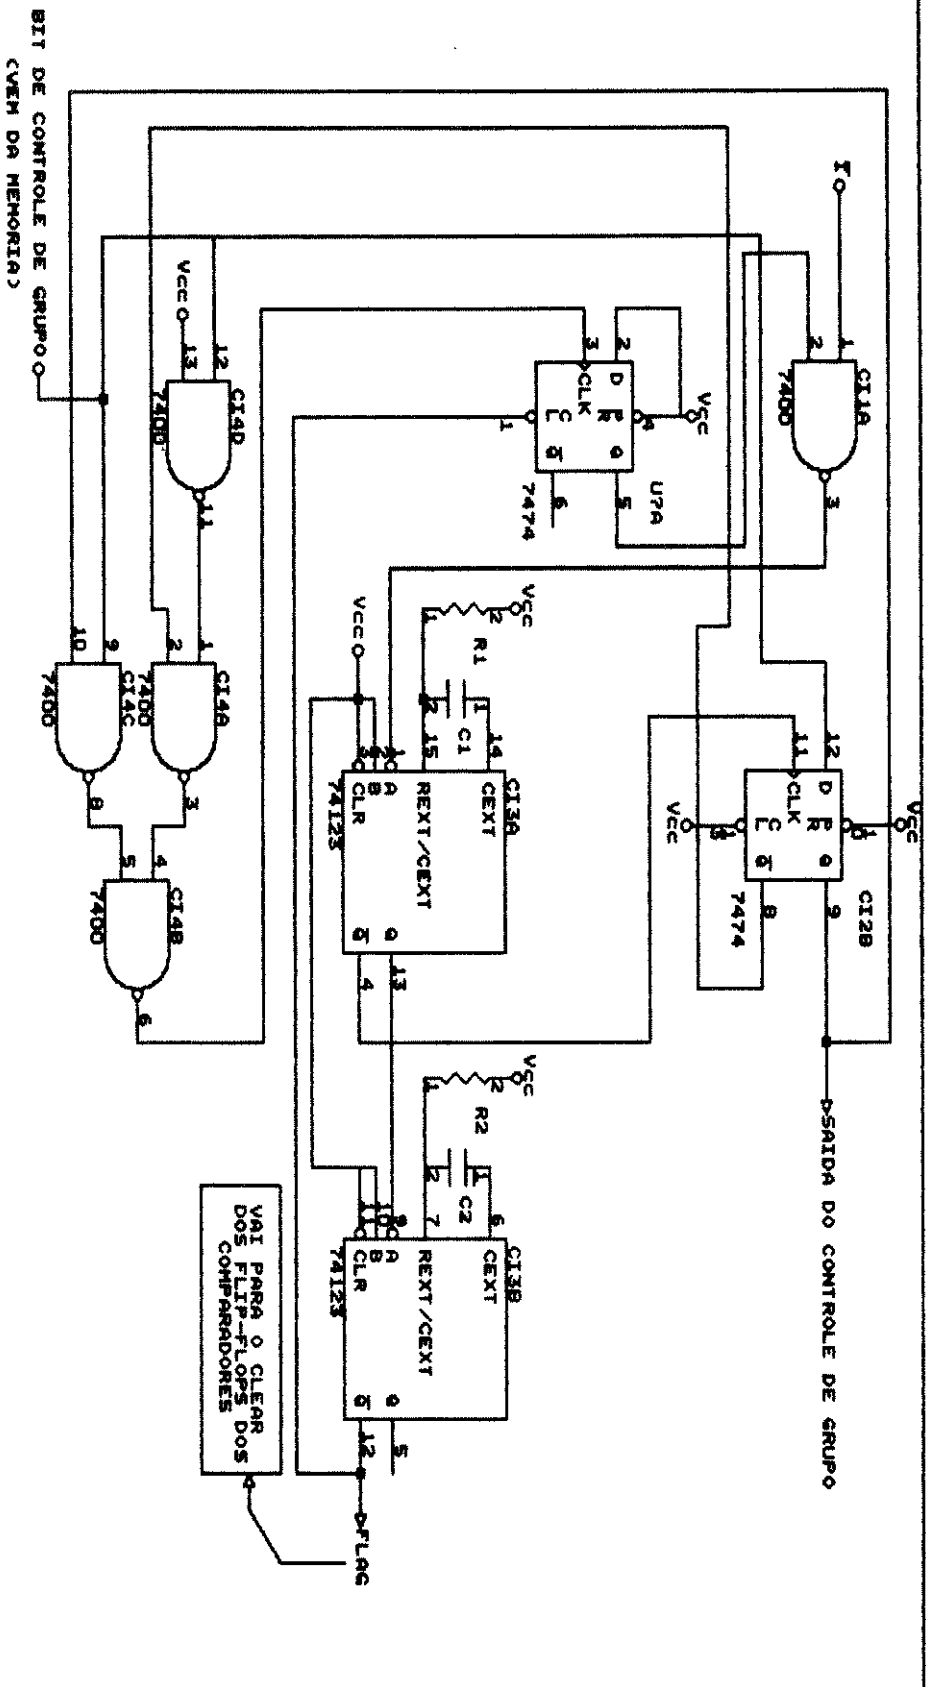 BIT DE CONTROLE DE GRUPO
(VEM DA MEMORIA)
I
1
2
CI1A
7400
3
Vcc
2
3
D
CLK
P
R
C
L
Q
Q
4
1
5
6
U?A
7474
Vcc
12
13
CI4D
7400
11
1
2
CI4A
7400
3
9
10
CI4C
7400
8
4
5
CI4B
7400
6
Vcc
12
11
D
CLK
P
R
C
L
Q
Q
9
8
CI2B
7474
Vcc
SAIDA DO CONTROLE DE GRUPO
Vcc
2
1
R1
1
2
C1
14
15
1
2
3
Vcc
CI3A
CEXT
REXT/CEXT
A
B
CLR
Q
Q
13
4
74123
Vcc
2
1
R2
1
2
C2
6
7
9
10
11
CI3B
CEXT
REXT/CEXT
A
B
CLR
Q
Q
5
12
74123
FLAG
VAI PARA O CLEAR
DOS FLIP-FLOPS DOS
COMPARADORES